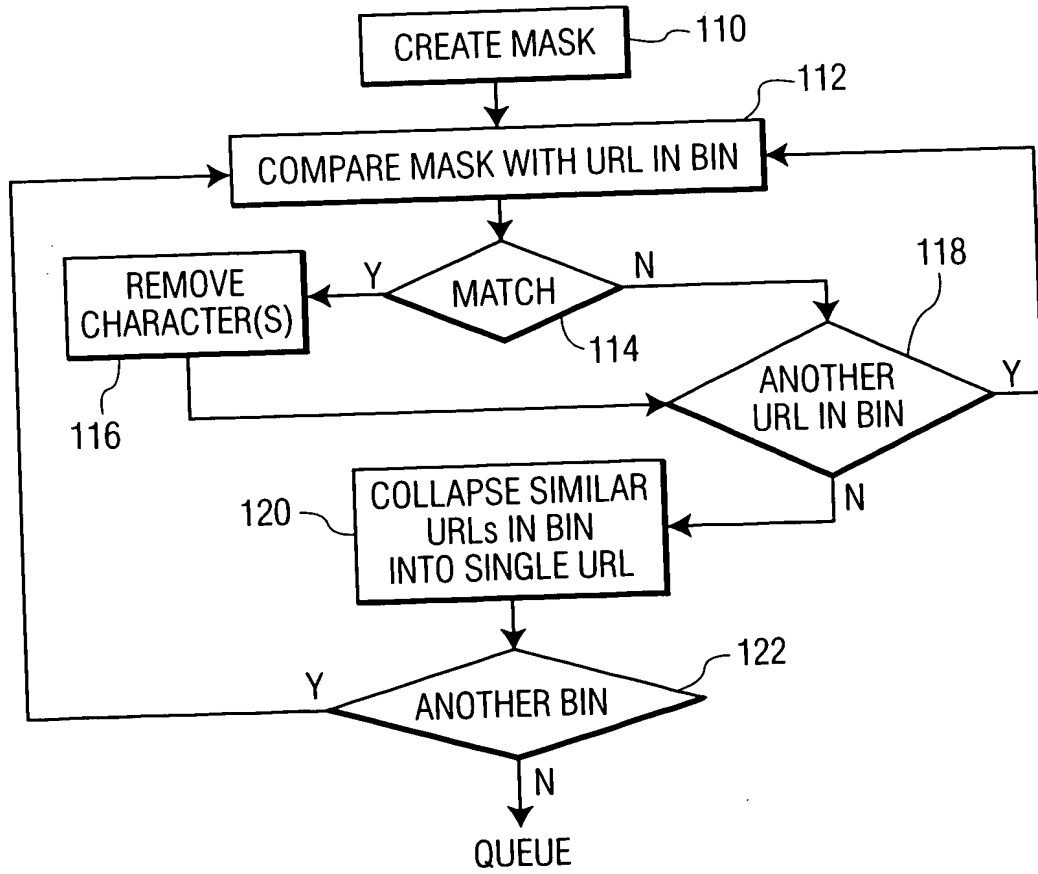 CREATE MASK
110
112
COMPARE MASK WITH URL IN BIN
Y
MATCH
N
114
REMOVE
CHARACTER(S)
116
118
ANOTHER
URL IN BIN
Y
N
120
COLLAPSE SIMILAR
URLs IN BIN
INTO SINGLE URL
122
Y
ANOTHER BIN
N
QUEUE